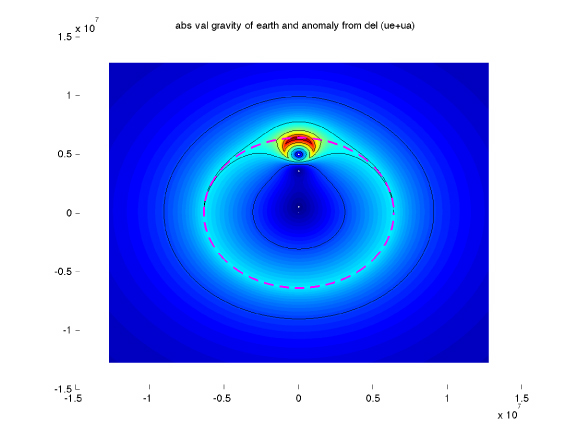 abs val gravity of earth and anomaly from del (ue+ua)
x 10^7
1.5
1
0.5
0
-0.5
-1
-1.5
-1.5 -1 -0.5 0 0.5 1 1.5
x 10^7